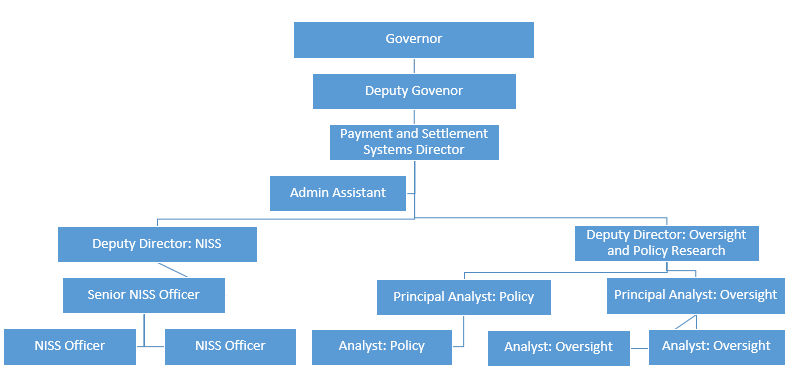 Governor
Deputy Govenor
Payment and Settlement
Systems Director
Admin Assistant
Deputy Director: NISS
Deputy Director: Oversight
and Policy Research
Senior NISS Officer
Principal Analyst: Policy
Principal Analyst: Oversight
NISS Officer
NISS Officer
Analyst: Policy
Analyst: Oversight
Analyst: Oversight